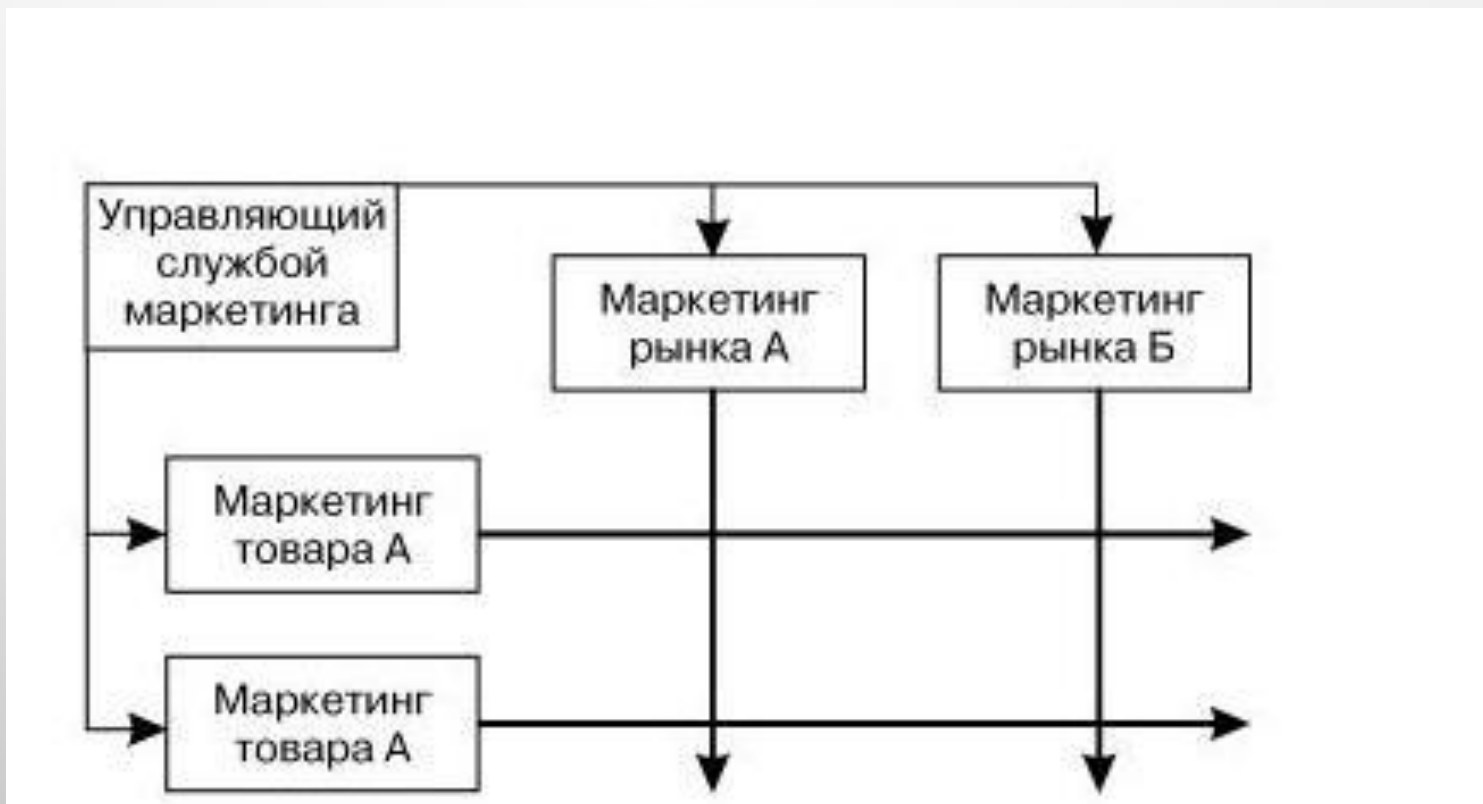 Управляющий
службой
маркетинга
Маркетинг
рынка А
Маркетинг
рынка Б
Маркетинг
товара А
Маркетинг
товара А